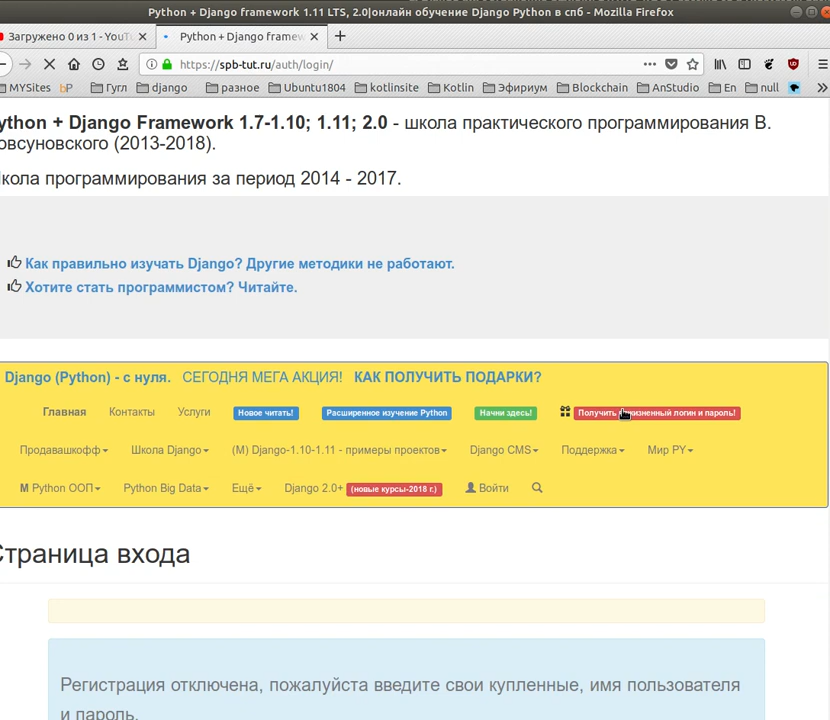 Python + Django framework 1.11 LTS, 2.0|онлайн обучение Django Python в спб - Mozilla Firefox
Загружено 0 из 1 - YouTu
Python + Django framew
https://spb-tut.ru/auth/login/
MYSites
bP
Гугл
django
разное
Ubuntu1804
kotlinsite
Kotlin
Эфириум
Blockchain
AnStudio
En
null
ython + Django Framework 1.7-1.10; 1.11; 2.0 - школа практического программирования В.
овсуновского (2013-2018).
кола программирования за период 2014 - 2017.
Как правильно изучать Django? Другие методики не работают.
Хотите стать программистом? Читайте.
Django (Python) - с нуля. СЕГОДНЯ МЕГА АКЦИЯ! КАК ПОЛУЧИТЬ ПОДАРКИ?
Главная Контакты Услуги Новое читать! Расширенное изучение Python Начни здесь! Получить жизненный логин и пароль!
Продавашкофф Школа Django (M) Django-1.10-1.11 - примеры проектов Django CMS Поддержка Мир PY
М Python ООП Python Big Data Ещё Django 2.0+ (новые курсы-2018 г.) Войти
Страница входа
Регистрация отключена, пожалуйста введите свои купленные, имя пользователя
и пароль.